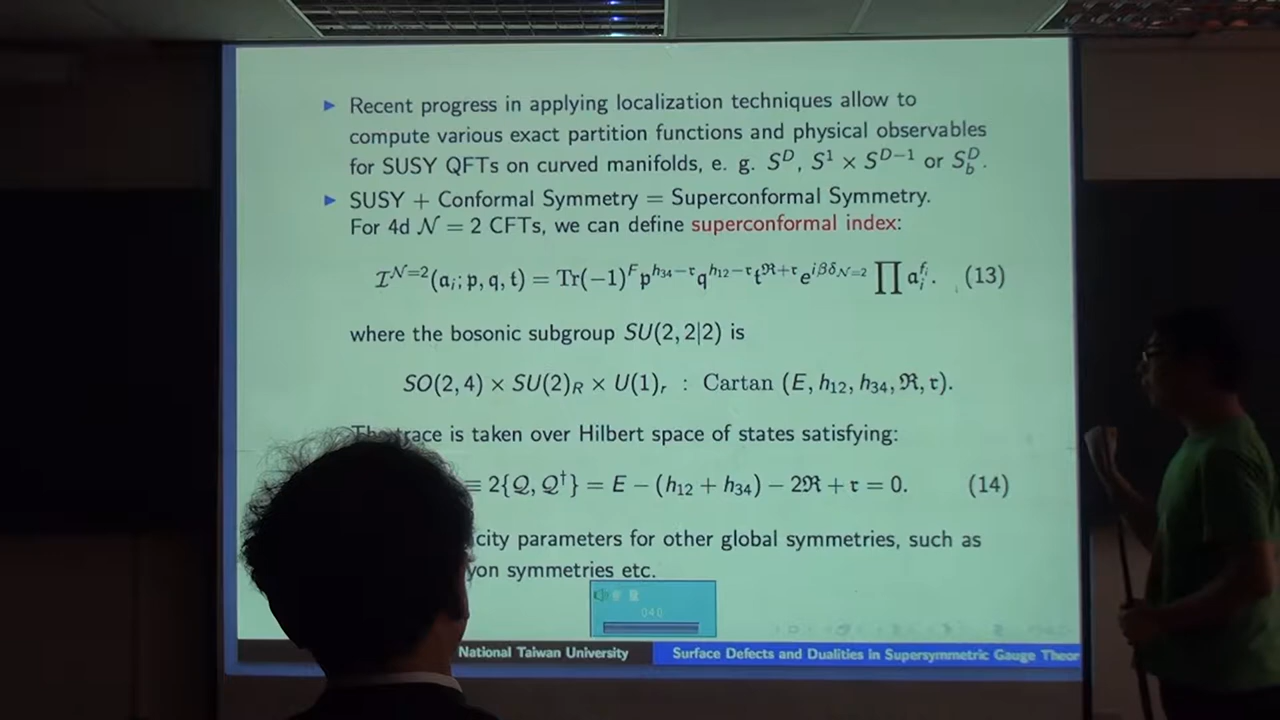 Recent progress in applying localization techniques allow to
compute various exact partition functions and physical observables
for SUSY QFTs on curved manifolds, e. g. S^D, S^1 × S^{D−1} or S_b^D.
SUSY + Conformal Symmetry = Superconformal Symmetry.
For 4d 𝒩 = 2 CFTs, we can define superconformal index:
ℐ^{𝒩=2}(𝔞_i; 𝔭, 𝔮, 𝔱) = Tr(−1)^F 𝔭^{h_{34}−𝔯} 𝔮^{h_{12}−𝔯} 𝔱^{ℜ+𝔯} e^{iβδ_{𝒩=2}} ∏ 𝔞_i^{f_i}. (13)
where the bosonic subgroup SU(2, 2|2) is
SO(2, 4) × SU(2)_R × U(1)_r : Cartan (E, h_{12}, h_{34}, ℜ, 𝔯).
The trace is taken over Hilbert space of states satisfying:
≡ 2{𝒬, 𝒬^†} = E − (h_{12} + h_{34}) − 2ℜ + 𝔯 = 0. (14)
parameters for other global symmetries, such as
symmetries etc.
040
National Taiwan University Surface Defects and Dualities in Supersymmetric Gauge Theor